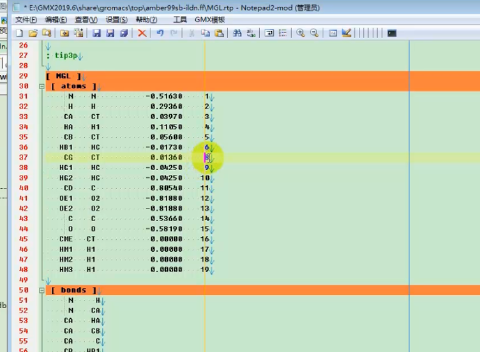 * E:\GMX2019.6\share\gromacs\top\amber99sb-ildn.ff\MGL.rtp - Notepad2-mod (管理员)
文件(F) 编辑(E) 查看(V) 设置(S) 帮助(?) 工具 GMX模板
26
27 ; tip3p
28
29 [ MGL ]
30 [ atoms ]
31 N N -0.51630 1
32 H H 0.29360 2
33 CA CT 0.03970 3
34 HA H1 0.11050 4
35 CB CT 0.05600 5
36 HB1 HC -0.01730 6
37 CG CT 0.01360
38 HG1 HC -0.04250 9
39 HG2 HC -0.04250 10
40 CD C 0.80540 11
41 OE1 O2 -0.81880 12
42 OE2 O2 -0.81880 13
43 C C 0.53660 14
44 O O -0.58190 15
45 CME CT 0.00000 16
46 HM1 H1 0.00000 17
47 HM2 H1 0.00000 18
48 HM3 H1 0.00000 19
49
50 [ bonds ]
51 N H
52 N CA
53 CA HA
54 CA CB
55 CA C
56 CB HB1